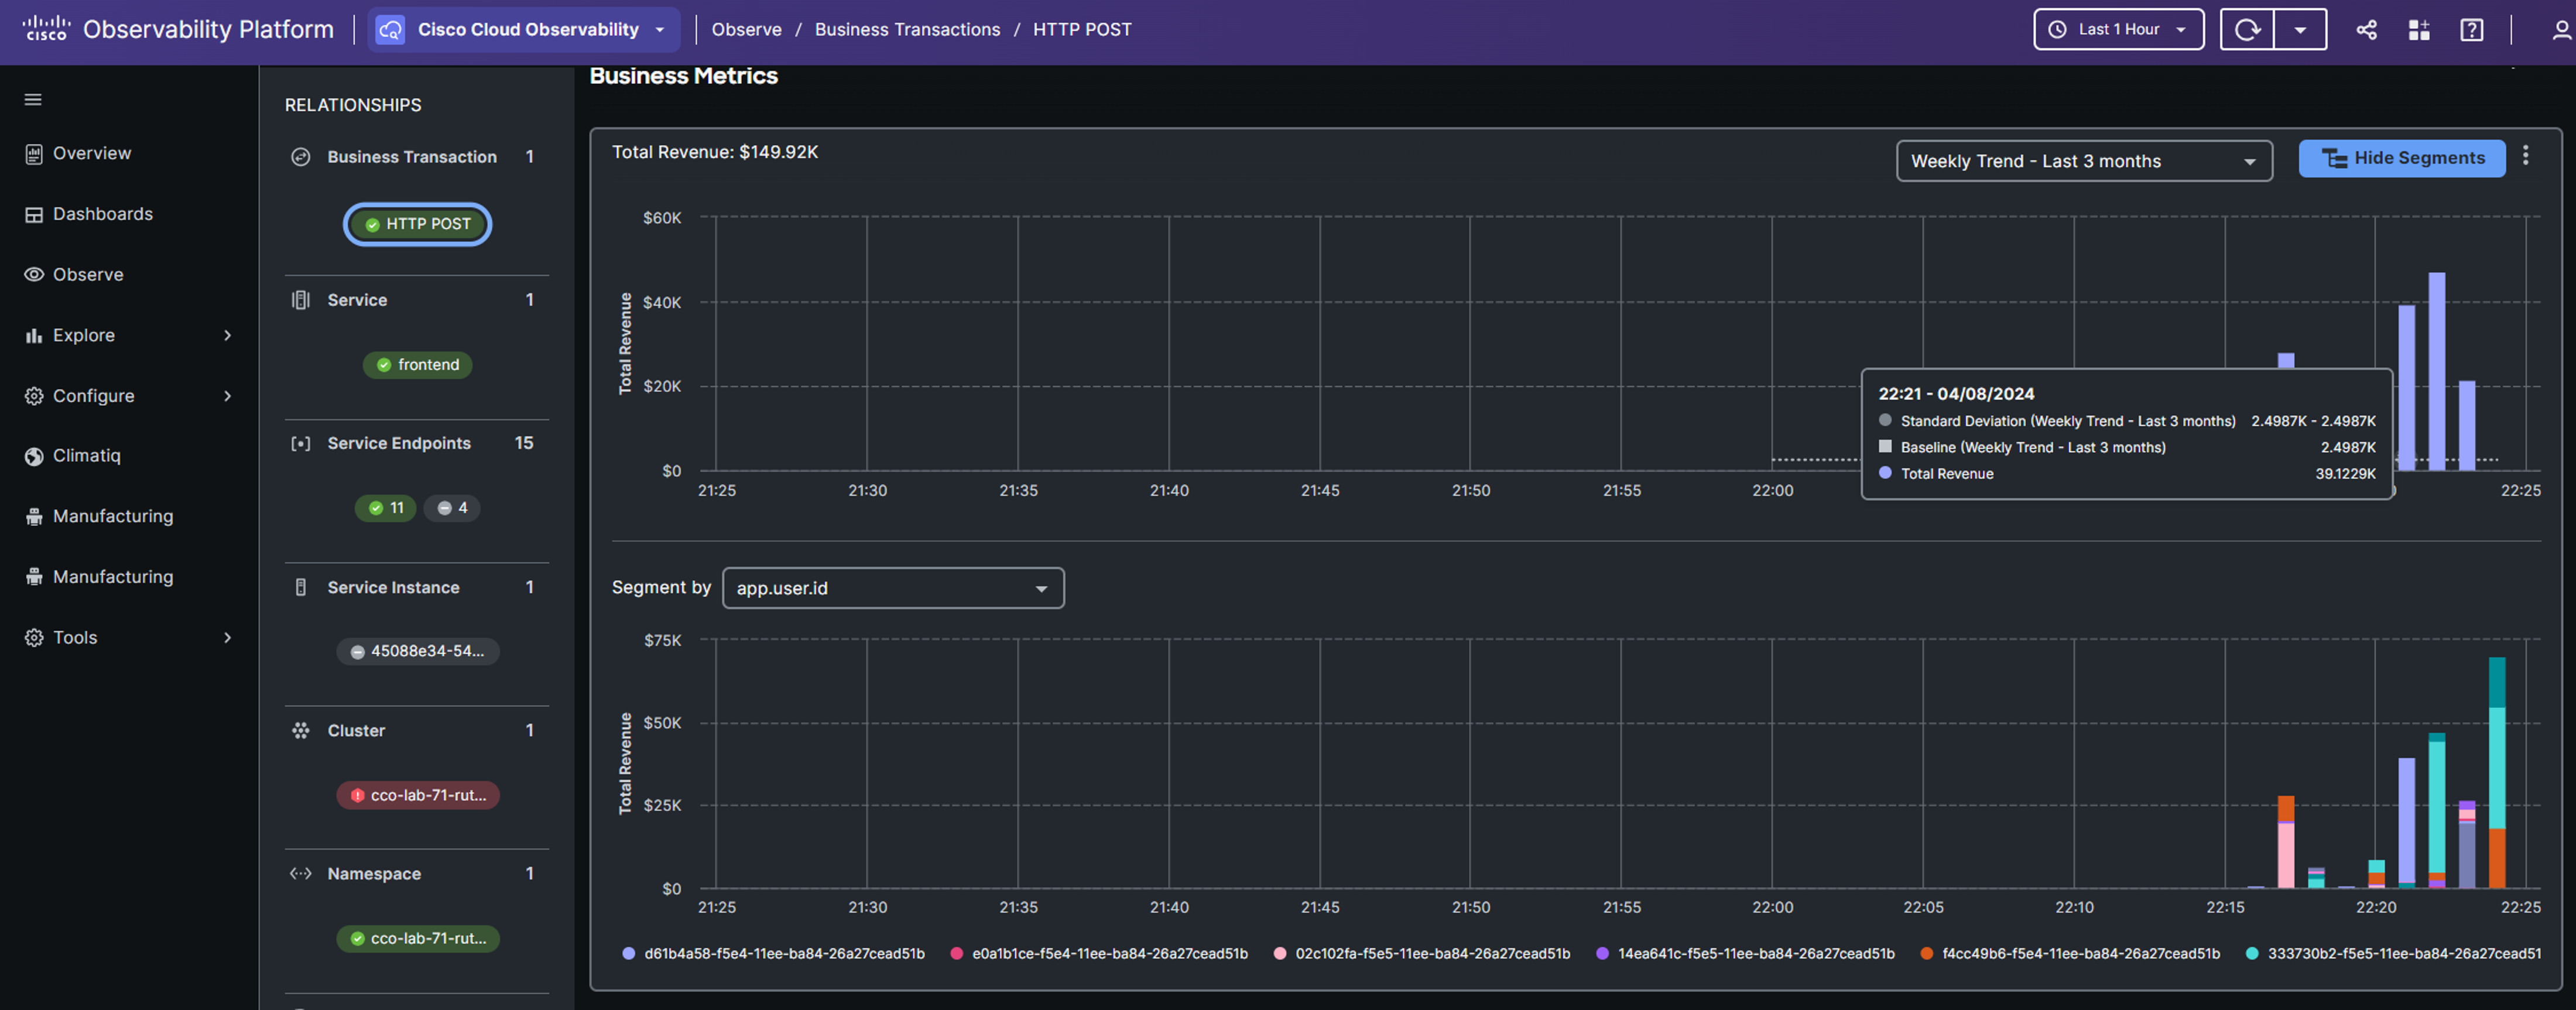 cisco Observability Platform
Cisco Cloud Observability
Observe / Business Transactions / HTTP POST
Last 1 Hour
Overview
Dashboards
Observe
Explore
Configure
Climatiq
Manufacturing
Manufacturing
Tools
RELATIONSHIPS
Business Transaction 1
HTTP POST
Service 1
frontend
Service Endpoints 15
11 4
Service Instance 1
45088e34-54...
Cluster 1
cco-lab-71-rut...
Namespace 1
cco-lab-71-rut...
Business Metrics
Total Revenue: $149.92K
Weekly Trend - Last 3 months
Hide Segments
Total Revenue
$60K
$40K
$20K
$0
21:25 21:30 21:35 21:40 21:45 21:50 21:55 22:00 22:25
22:21 - 04/08/2024
Standard Deviation (Weekly Trend - Last 3 months) 2.4987K - 2.4987K
Baseline (Weekly Trend - Last 3 months) 2.4987K
Total Revenue 39.1229K
Segment by app.user.id
Total Revenue
$75K
$50K
$25K
$0
21:25 21:30 21:35 21:40 21:45 21:50 21:55 22:00 22:05 22:10 22:15 22:20 22:25
d61b4a58-f5e4-11ee-ba84-26a27cead51b e0a1b1ce-f5e4-11ee-ba84-26a27cead51b 02c102fa-f5e5-11ee-ba84-26a27cead51b 14ea641c-f5e5-11ee-ba84-26a27cead51b f4cc49b6-f5e4-11ee-ba84-26a27cead51b 333730b2-f5e5-11ee-ba84-26a27cead51